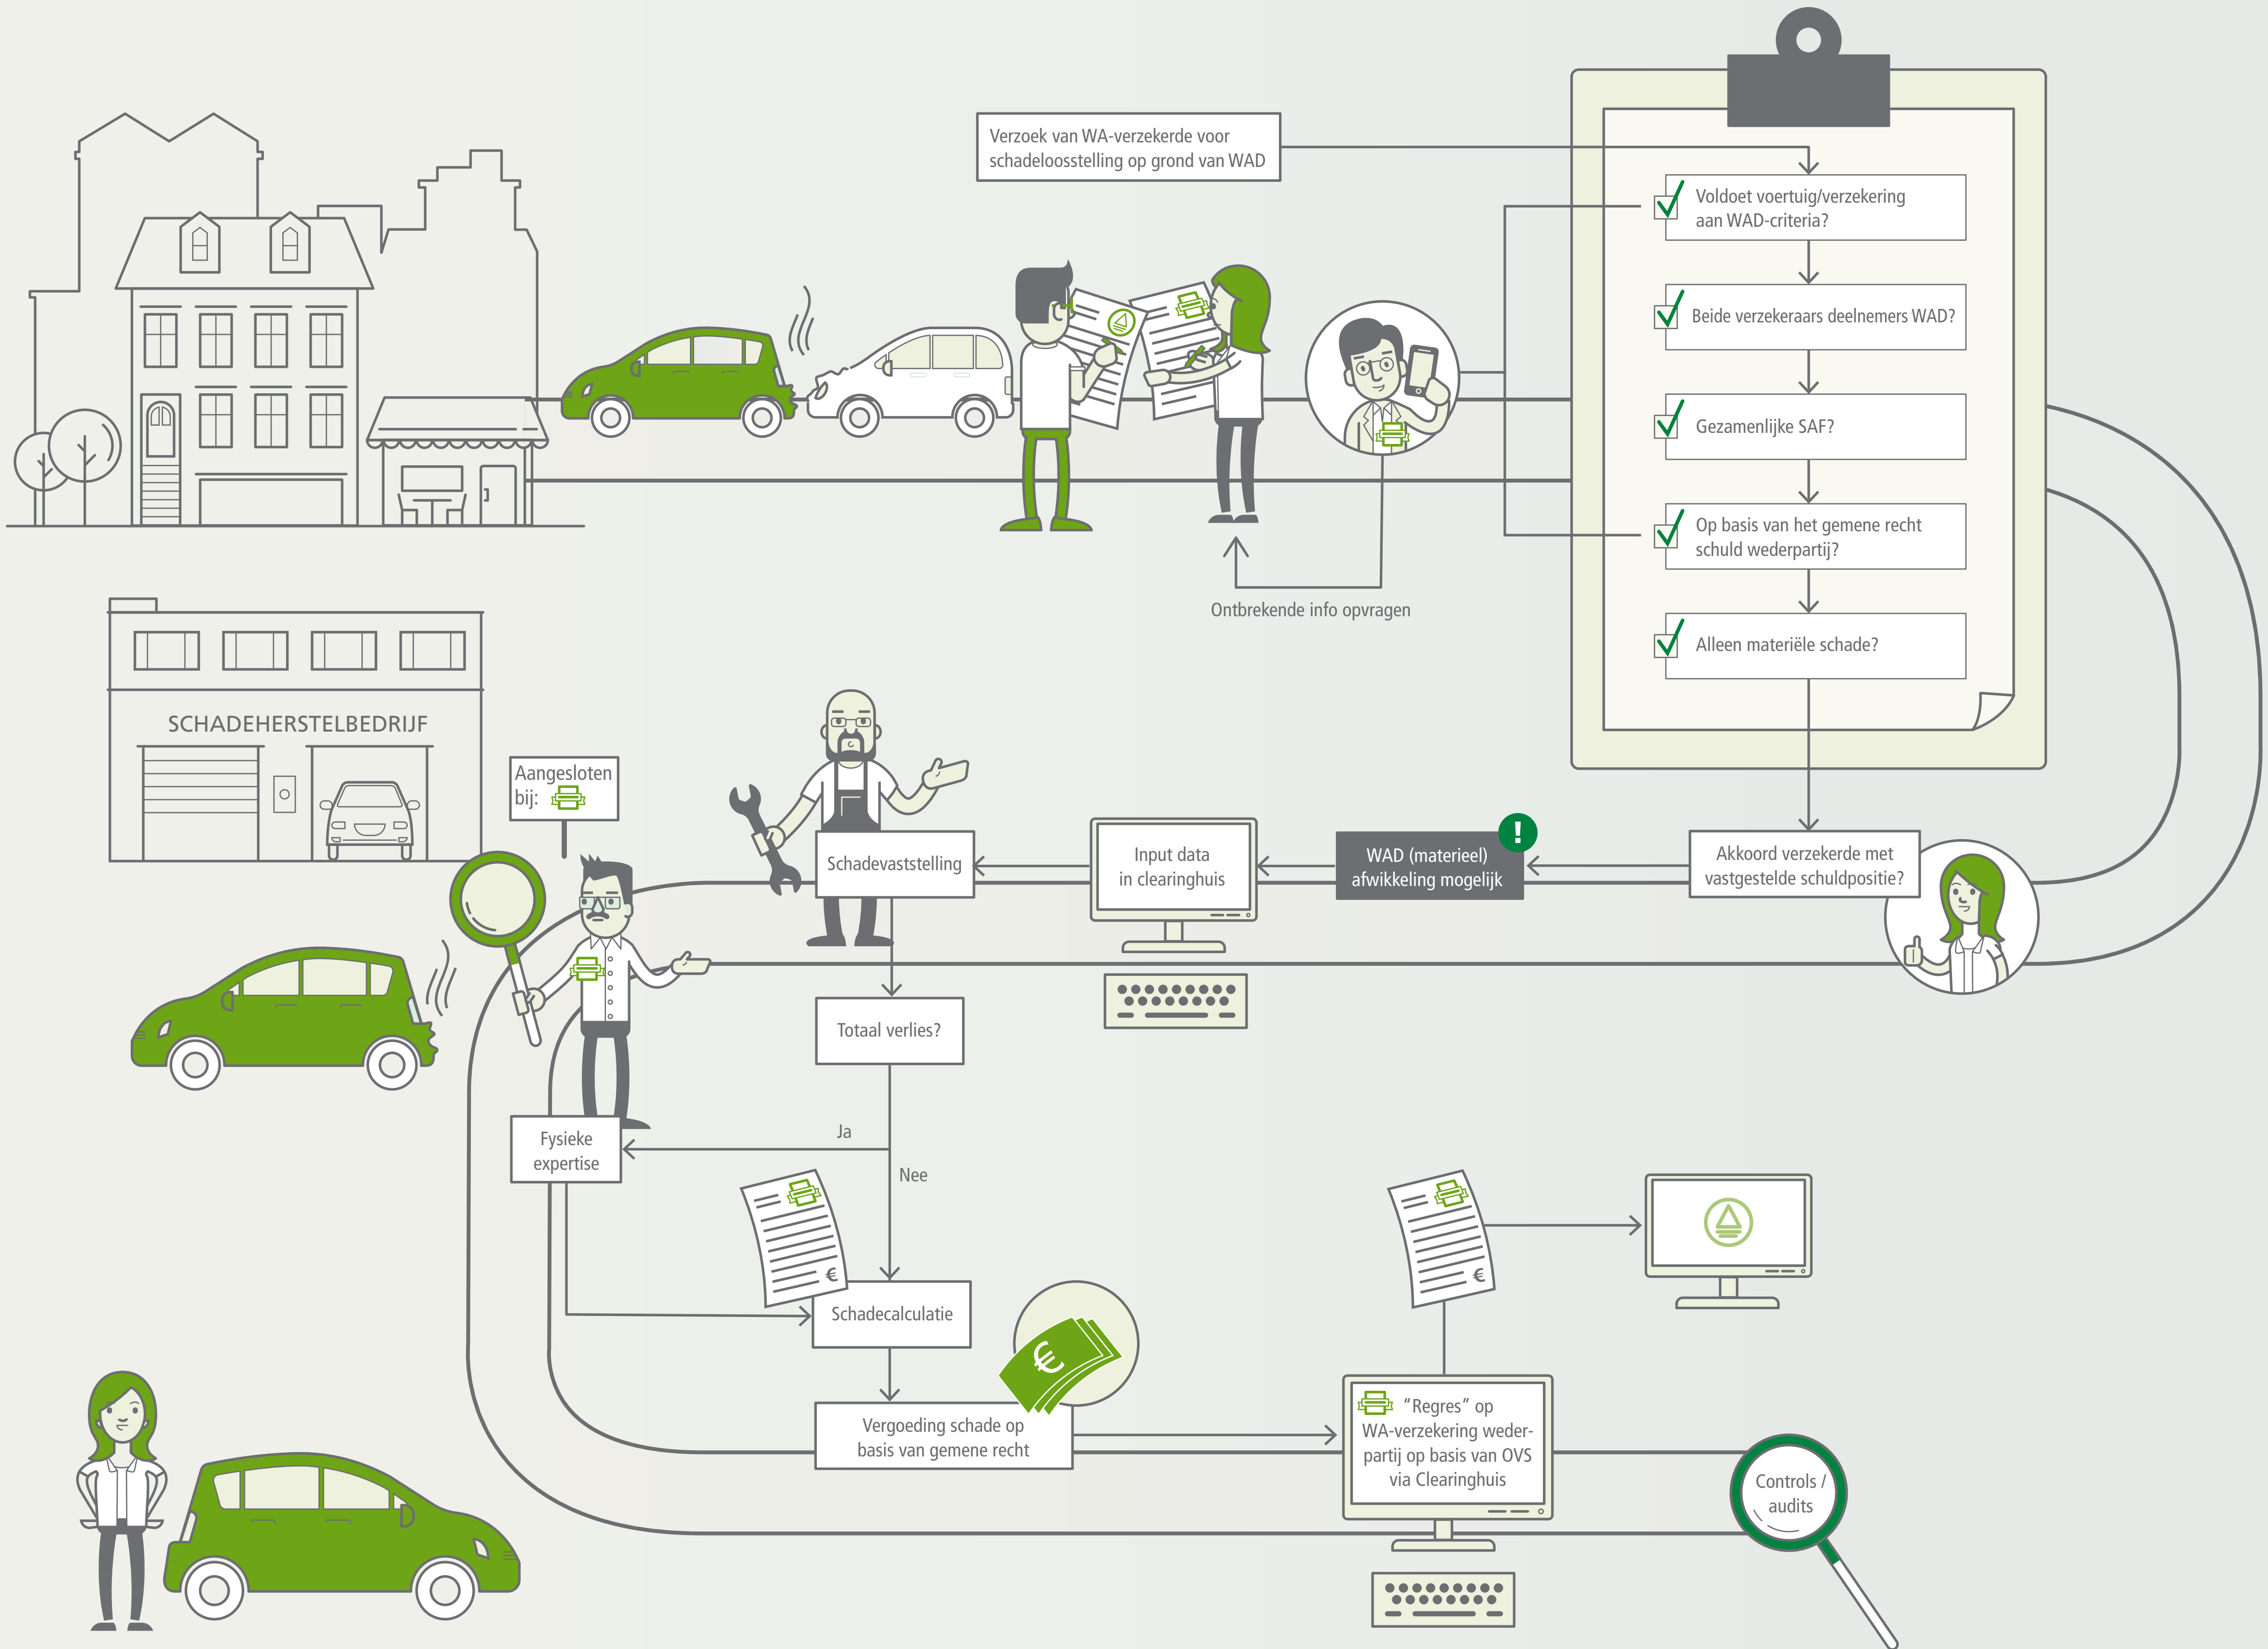 Verzoek van WA-verzekerde voor
schadeloosstelling op grond van WAD
Voldoet voertuig/verzekering
aan WAD-criteria?
Beide verzekeraars deelnemers WAD?
Gezamenlijke SAF?
Op basis van het gemene recht
schuld wederpartij?
Alleen materiële schade?
Ontbrekende info opvragen
SCHADEHERSTELBEDRIJF
Aangesloten
bij:
Akkoord verzekerde met
vastgestelde schuldpositie?
!
WAD (materieel)
afwikkeling mogelijk
Input data
in clearinghuis
Schadevaststelling
Totaal verlies?
Ja
Nee
Fysieke
expertise
€
Schadecalculatie
€
Vergoeding schade op
basis van gemene recht
€
“Regres” op
WA-verzekering weder-
partij op basis van OVS
via Clearinghuis
Controls /
audits